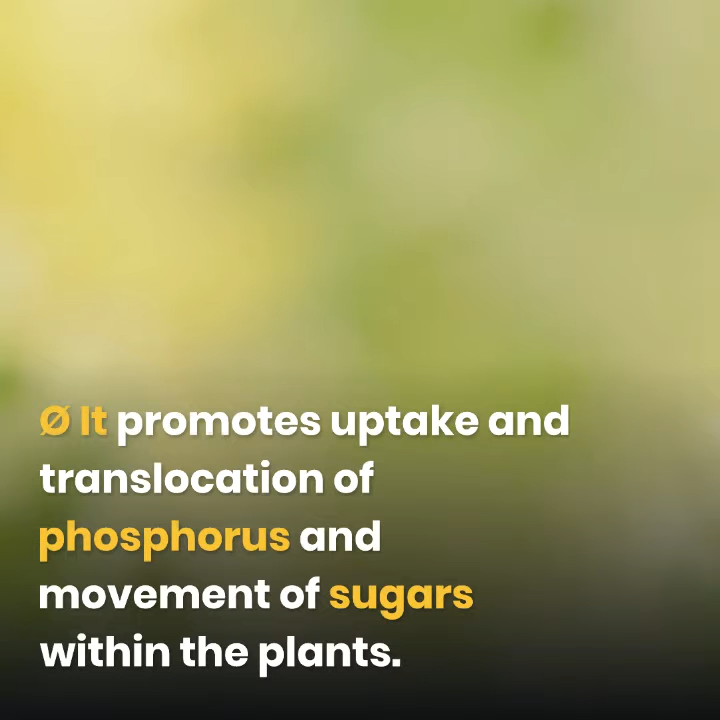 Ø It promotes uptake and
translocation of
phosphorus and
movement of sugars
within the plants.